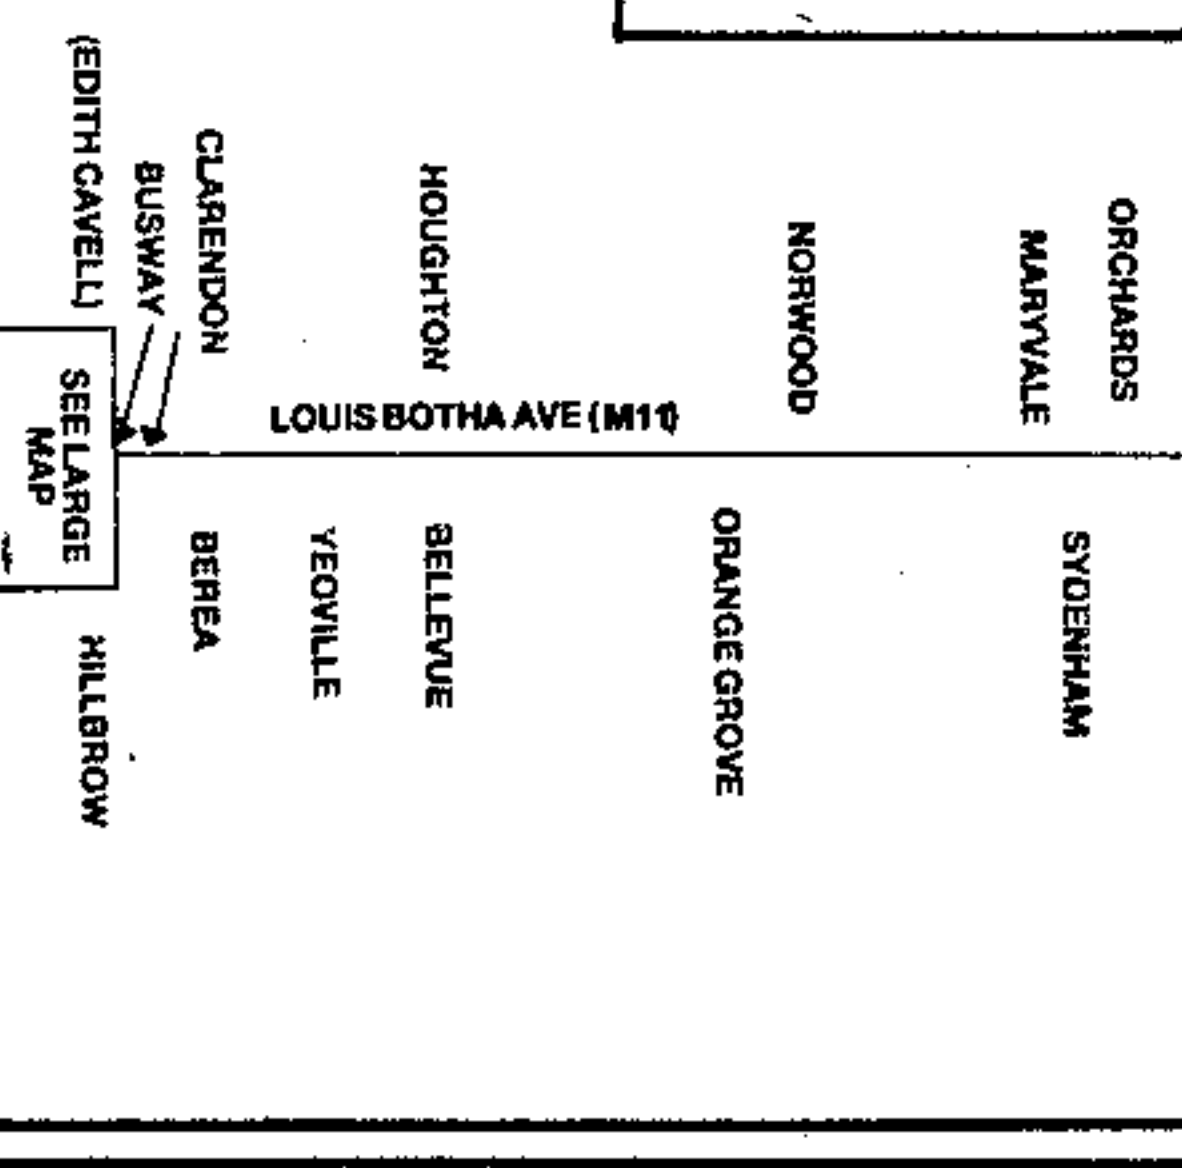 (EDITH CAVELL)
BUSWAY
CLARENDON
HOUGHTON
NORWOOD
MARYVALE
ORCHARDS
LOUIS BOTHA AVE (M11)
SEE LARGE
MAP
HILLBROW
BEREA
YEOVILLE
BELLEVUE
ORANGE GROVE
SYDENHAM